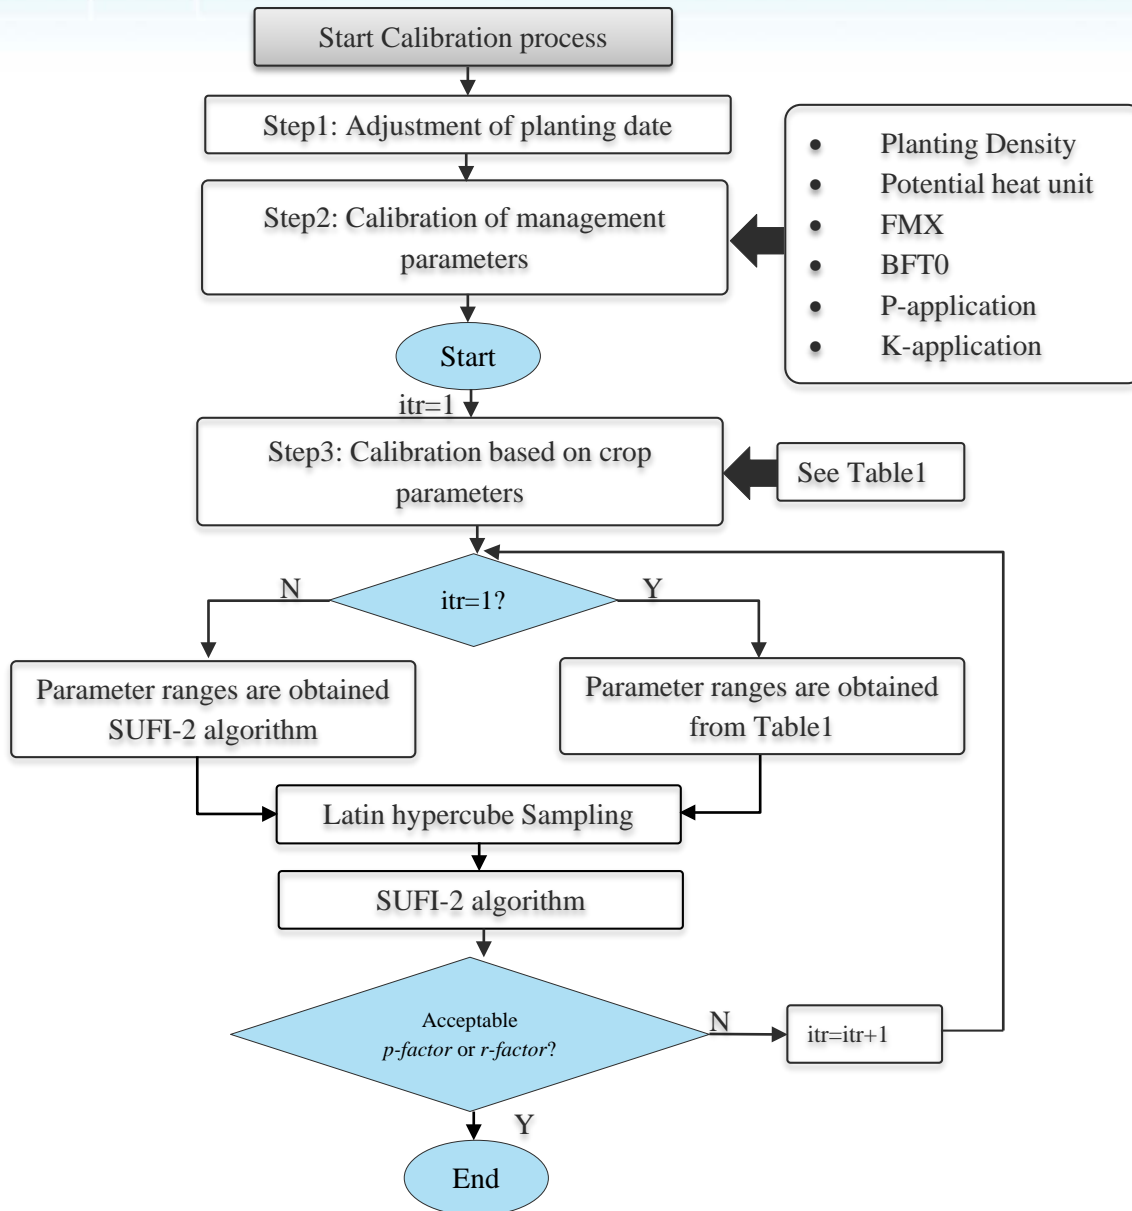 Start Calibration process
Step1: Adjustment of planting date
Step2: Calibration of management
parameters
• Planting Density
• Potential heat unit
• FMX
• BFT0
• P-application
• K-application
Start
itr=1
Step3: Calibration based on crop
parameters
See Table1
itr=1?
N
Y
Parameter ranges are obtained
SUFI-2 algorithm
Parameter ranges are obtained
from Table1
Latin hypercube Sampling
SUFI-2 algorithm
Acceptable
p-factor or r-factor?
N
itr=itr+1
Y
End